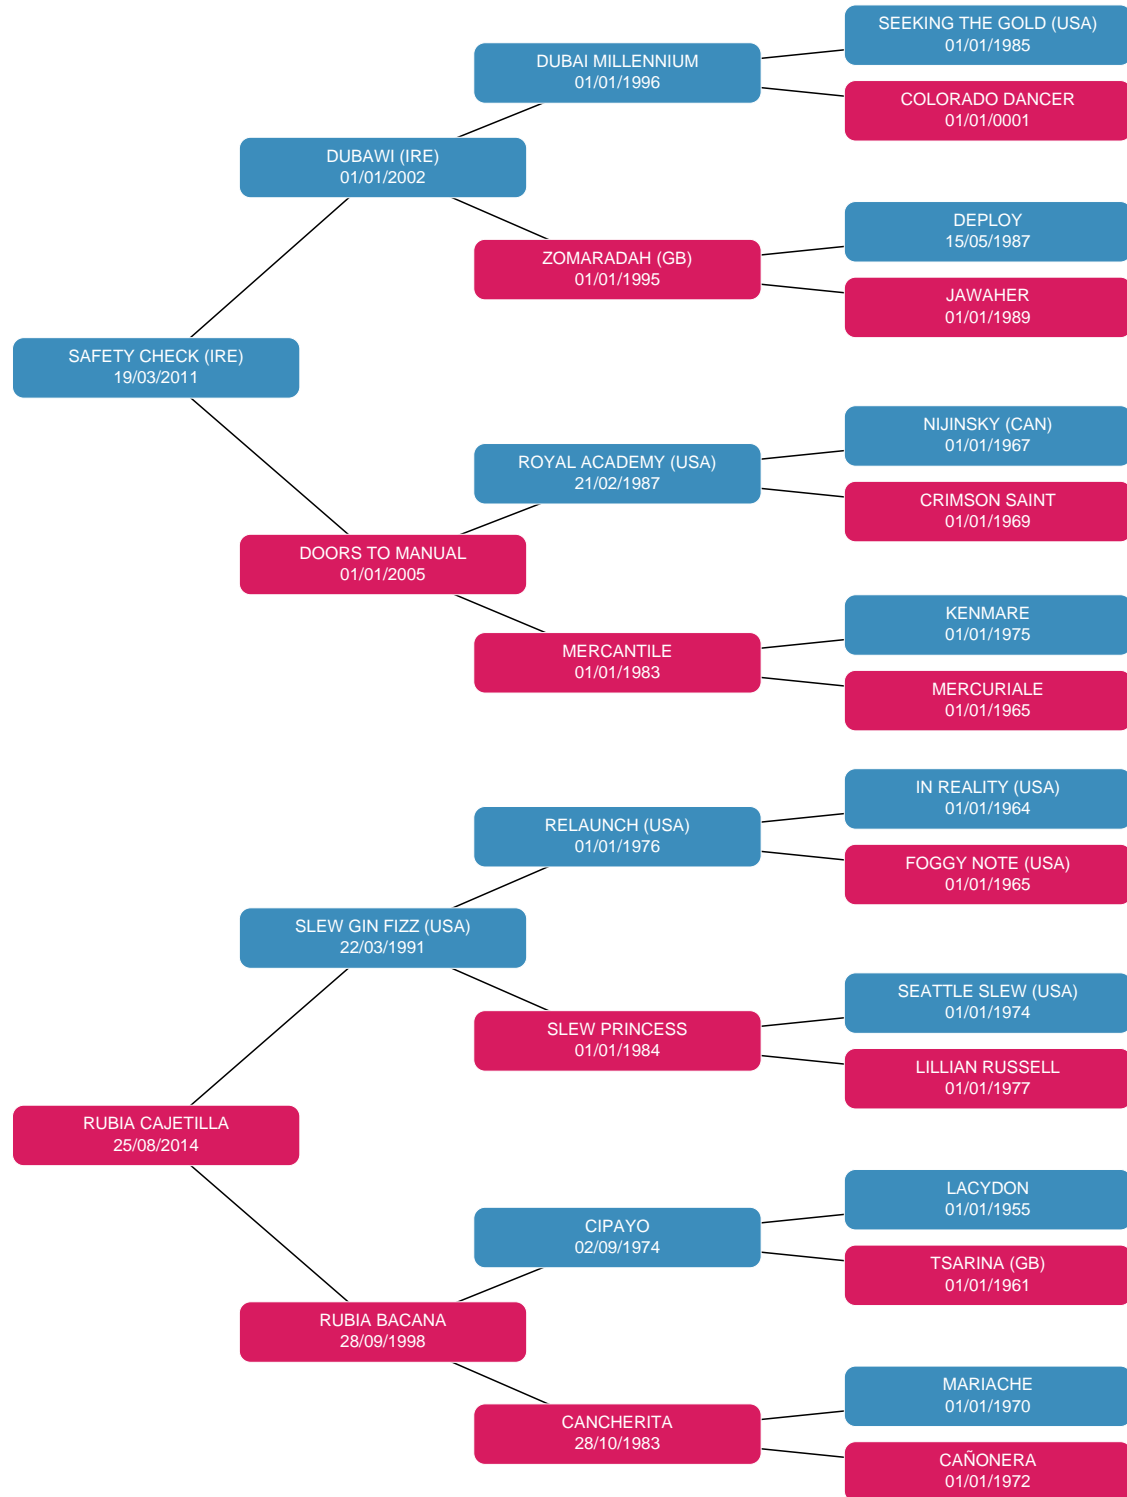 SEEKING THE GOLD (USA)
01/01/1985
DUBAI MILLENNIUM
01/01/1996
COLORADO DANCER
01/01/0001
DUBAWI (IRE)
01/01/2002
DEPLOY
15/05/1987
ZOMARADAH (GB)
01/01/1995
JAWAHER
01/01/1989
SAFETY CHECK (IRE)
19/03/2011
NIJINSKY (CAN)
01/01/1967
ROYAL ACADEMY (USA)
21/02/1987
CRIMSON SAINT
01/01/1969
DOORS TO MANUAL
01/01/2005
KENMARE
01/01/1975
MERCANTILE
01/01/1983
MERCURIALE
01/01/1965
IN REALITY (USA)
01/01/1964
RELAUNCH (USA)
01/01/1976
FOGGY NOTE (USA)
01/01/1965
SLEW GIN FIZZ (USA)
22/03/1991
SEATTLE SLEW (USA)
01/01/1974
SLEW PRINCESS
01/01/1984
LILLIAN RUSSELL
01/01/1977
RUBIA CAJETILLA
25/08/2014
LACYDON
01/01/1955
CIPAYO
02/09/1974
TSARINA (GB)
01/01/1961
RUBIA BACANA
28/09/1998
MARIACHE
01/01/1970
CANCHERITA
28/10/1983
CAÑONERA
01/01/1972